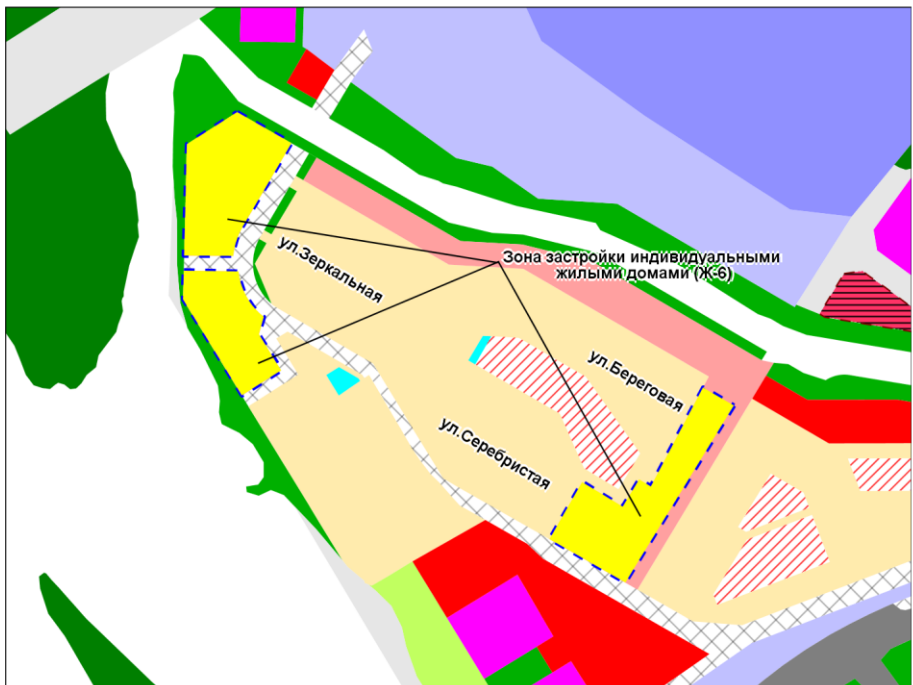 Зона застройки индивидуальными
жилыми домами (Ж-6)
ул.Зеркальная
ул.Береговая
ул.Серебристая